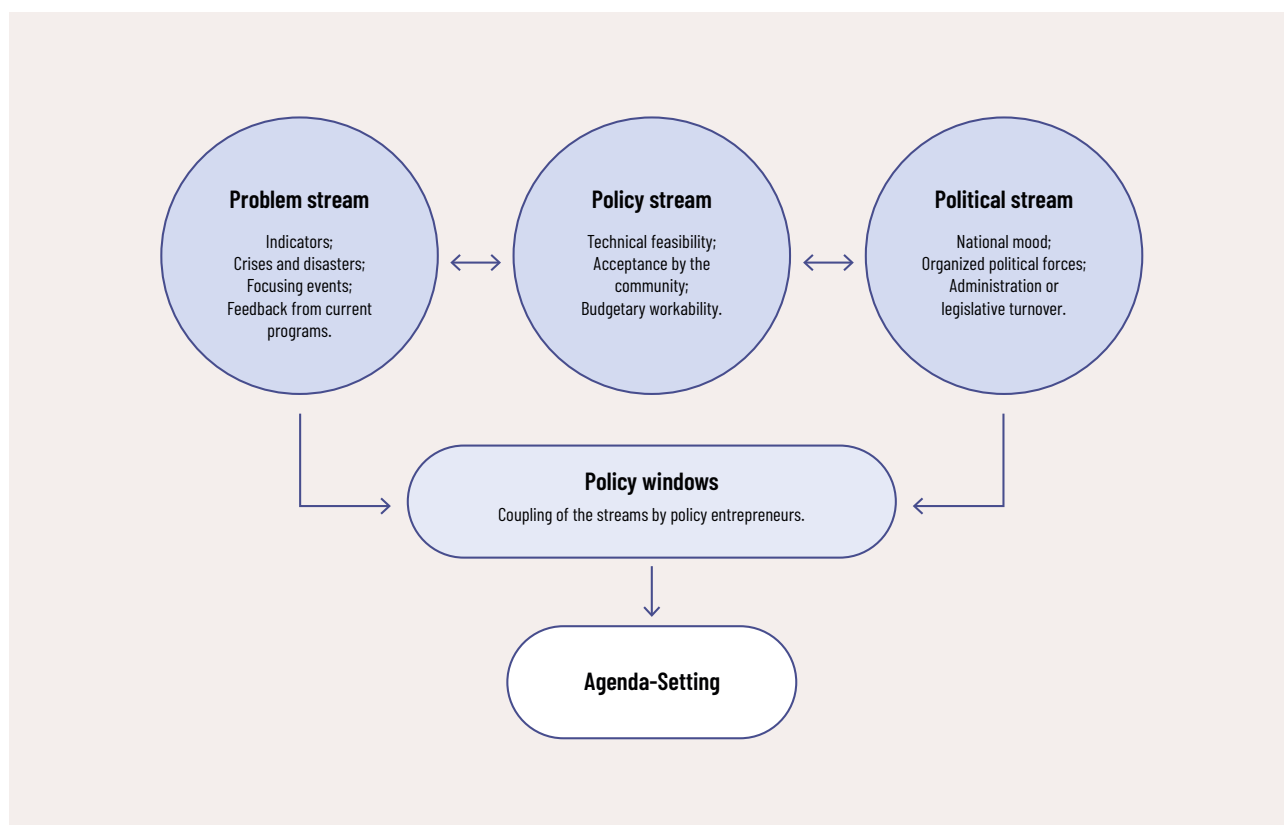 Problem stream
Indicators;
Crises and disasters;
Focusing events;
Feedback from current
programs.
Policy stream
Technical feasibility;
Acceptance by the
community;
Budgetary workability.
Political stream
National mood;
Organized political forces;
Administration or
legislative turnover.
Policy windows
Coupling of the streams by policy entrepreneurs.
Agenda-Setting